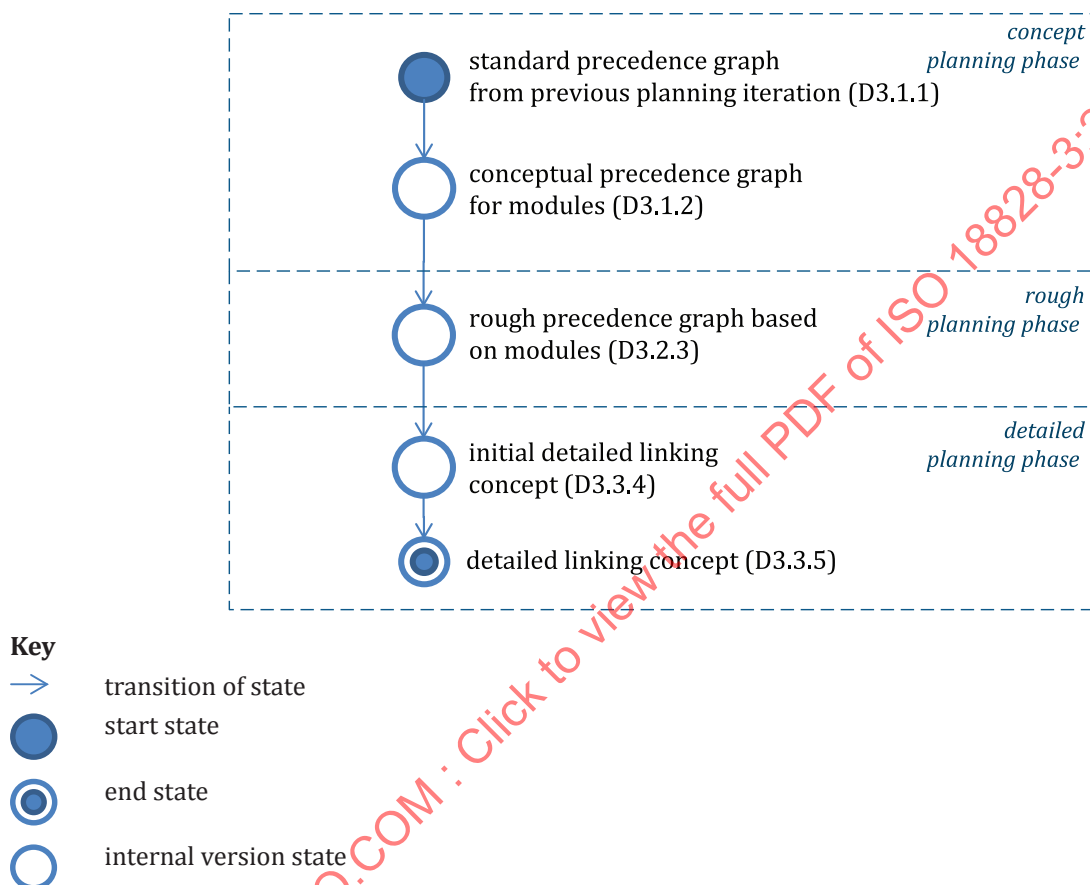 concept
planning phase
standard precedence graph
from previous planning iteration (D3.1.1)
conceptual precedence graph
for modules (D3.1.2)
rough
planning phase
rough precedence graph based
on modules (D3.2.3)
detailed
planning phase
initial detailed linking
concept (D3.3.4)
detailed linking concept (D3.3.5)
Key
transition of state
start state
end state
internal version state
.COM : Click to view the full PDF of ISO 18828-3: